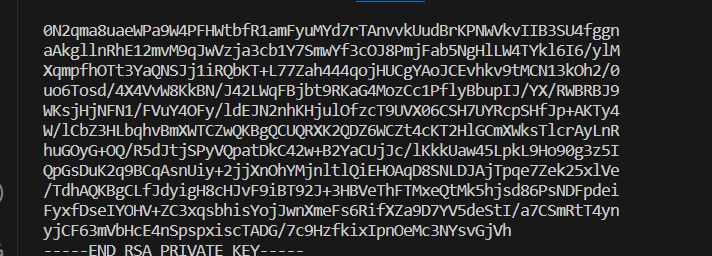 0N2qma8uaeWPa9W4PFHWtbfR1amFyuMYd7rTAnvvkUudBrKPNWVkvIIB3SU4fggn
aAkgllnRhE12mvM9qJwVzja3cb1Y7SmwYf3cOJ8PmjFab5NgHlLW4TYkl6I6/ylM
XqmpfhOTt3YaQNSJj1iRQbKT+L77Zah444qojHUCgYAoJCEvhkv9tMCN13kOh2/0
uo6Tosd/4X4VvW8KkBN/J42LWqFBjbt9RKaG4MozCc1PflyBbupIJ/YX/RWBRBJ9
WKsjHjNFN1/FVuY4OFy/ldEJN2nhKHjulOfzcT9UVX06CSH7UYRcpSHfJp+AKTy4
W/lCbZ3HLbqhvBmXWTCZwQKBgQCUQRXK2QDZ6WCZt4cKT2HlGCmXWksTlcrAyLnR
huGOyG+OQ/R5dJtjSPyVQpatDkC42w+B2YaCUjJc/lKkkUaw45LpkL9Ho90g3z5I
QpGsDuK2q9BCqAsnUiy+2jjXnOhYMjnltlQiEHOAqD8SNLDJAjTpqe7Zek25xlVe
/TdhAQKBgCLfJdyigH8cHJvF9iBT92J+3HBVeThFTMxeQtMk5hjsd86PsNDFpdei
FyxfDseIYOHV+ZC3xqsbhisYojJwnXmeFs6RifXZa9D7YV5deStI/a7CSmRtT4yn
yjCF63mVbHcE4nSpspxiscTADG/7c9HzfkixIpnOeMc3NYsvGjVh
-----END RSA PRIVATE KEY-----